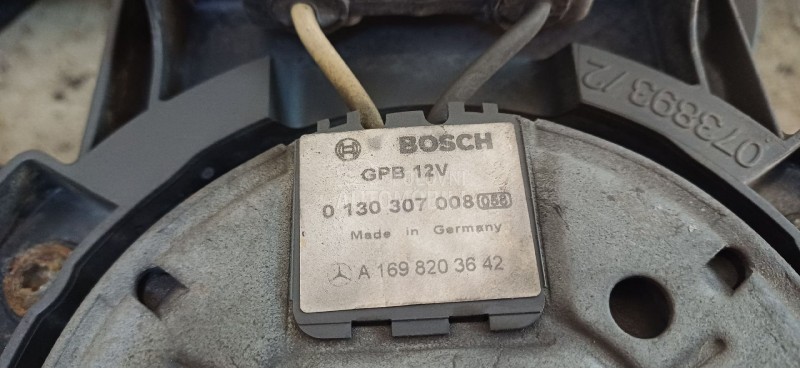 BOSCH
GPB 12V
0 130 307 008 058
Made in Germany
A 169 820 36 42
073893/2